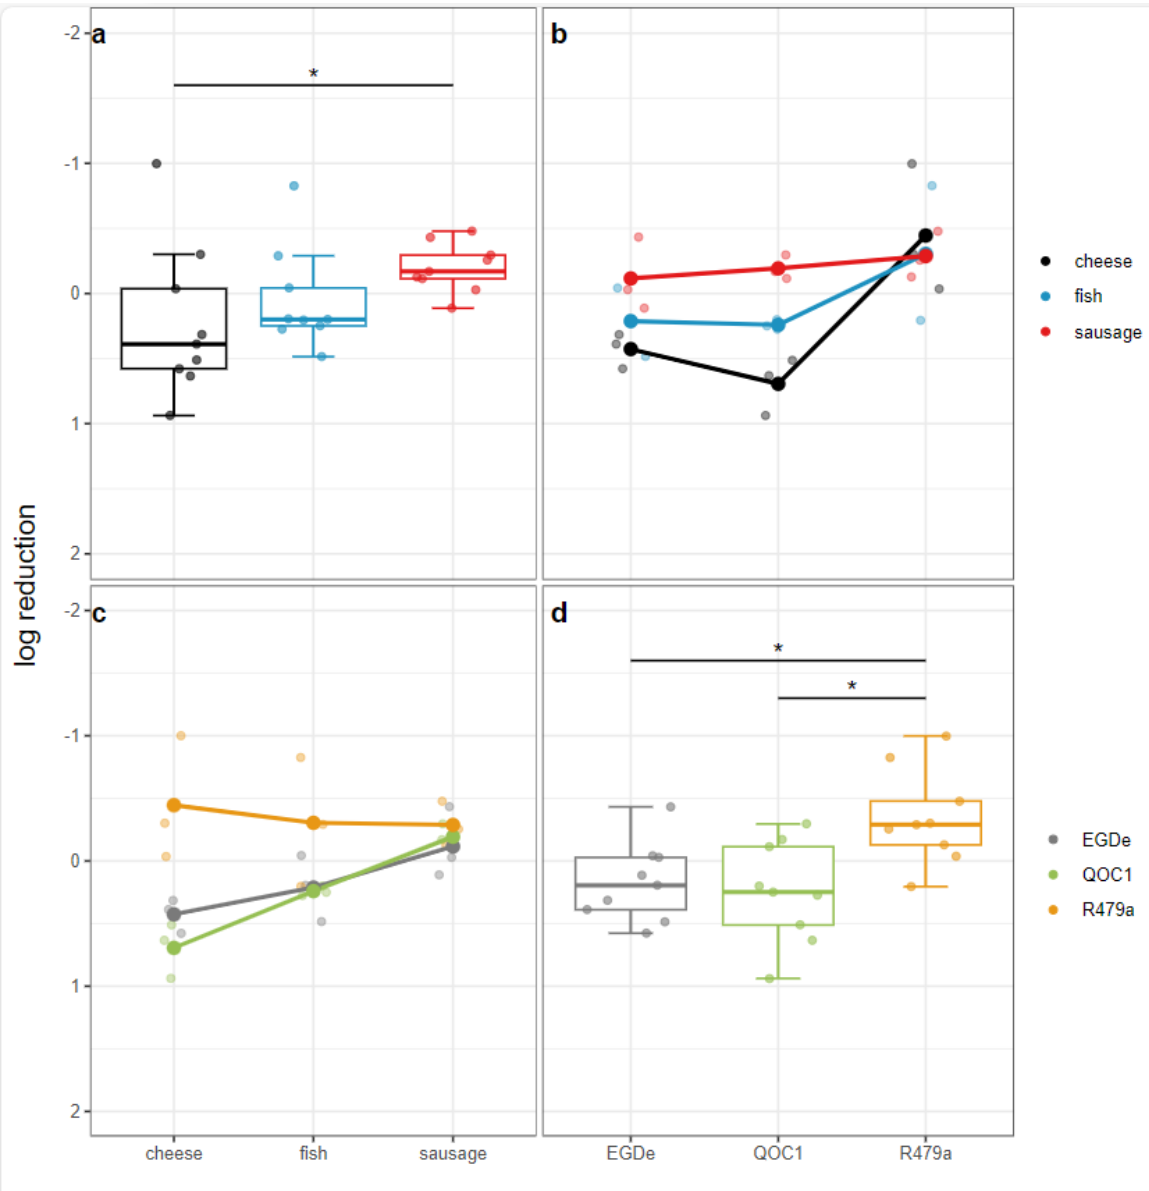 a
b
-2
-1
0
1
2
*
cheese
fish
sausage
log reduction
c
d
-2
-1
0
1
2
*
*
EGDe
QOC1
R479a
cheese
fish
sausage
EGDe
QOC1
R479a